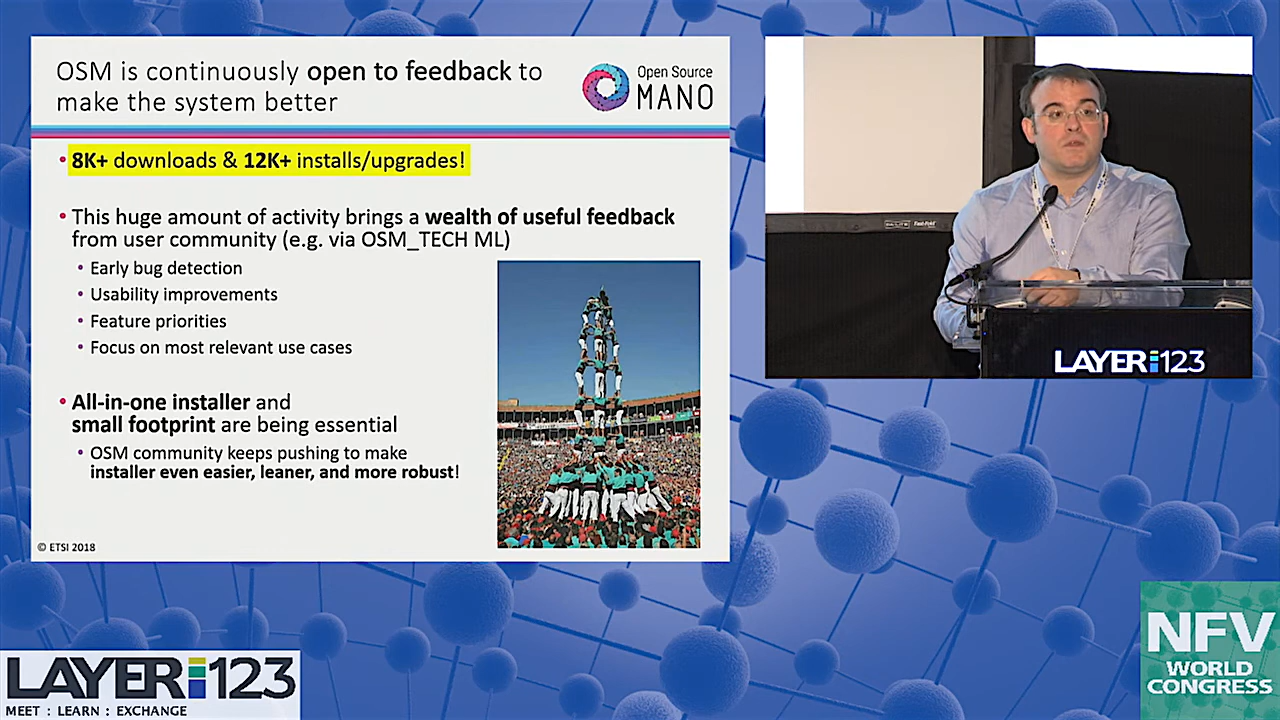 OSM is continuously open to feedback to
make the system better
Open Source
MANO
• 8K+ downloads & 12K+ installs/upgrades!
• This huge amount of activity brings a wealth of useful feedback
from user community (e.g. via OSM_TECH ML)
• Early bug detection
• Usability improvements
• Feature priorities
• Focus on most relevant use cases
• All-in-one installer and
small footprint are being essential
• OSM community keeps pushing to make
installer even easier, leaner, and more robust!
© ETSI 2018
LAYER123
LAYER123
MEET : LEARN : EXCHANGE
NFV
WORLD
CONGRESS